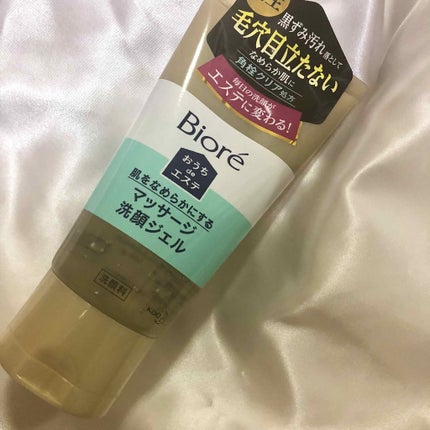 黒ずみ汚れ落として
毛穴目立たない
なめらか肌に
角栓クリア処方
毎日の洗顔が
エステに変わる!
Bioré
おうち
de
エステ
肌をなめらかにする
マッサージ
洗顔ジェル
洗顔料
Kao